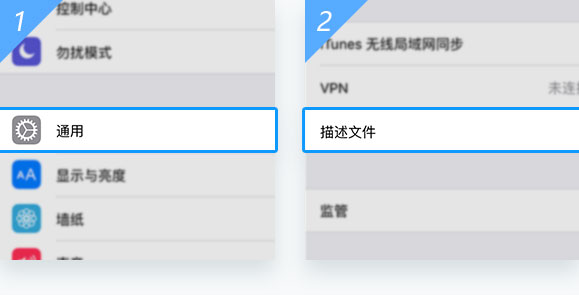 1
控制中心
勿扰模式
通用
AA
显示与亮度
墙纸
2
iTunes 无线局域网同步
VPN
未连
描述文件
监管